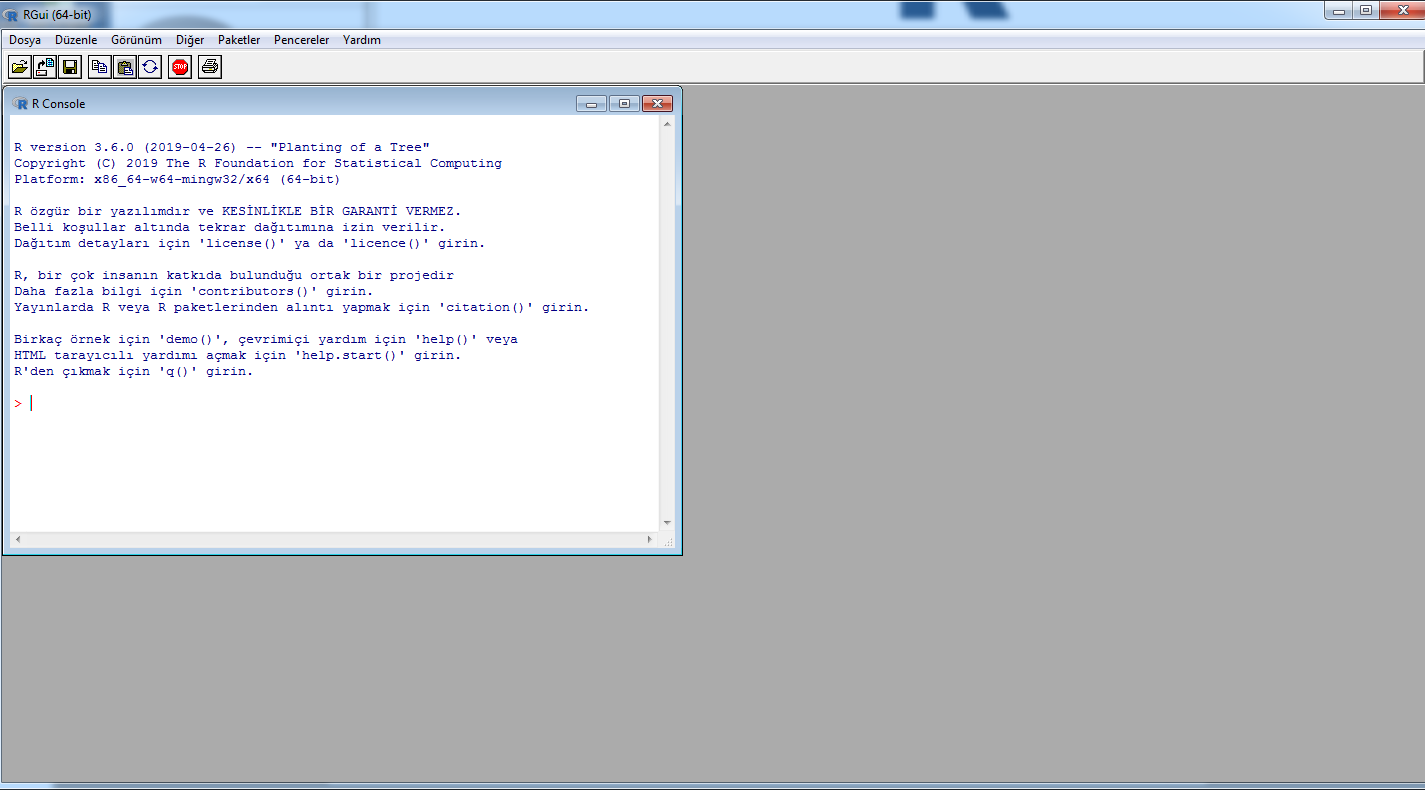 RGui (64-bit)
Dosya Düzenle Görünüm Diğer Paketler Pencereler Yardım
STOP
R Console
R version 3.6.0 (2019-04-26) -- "Planting of a Tree"
Copyright (C) 2019 The R Foundation for Statistical Computing
Platform: x86_64-w64-mingw32/x64 (64-bit)
R özgür bir yazılımdır ve KESİNLİKLE BİR GARANTİ VERMEZ.
Belli koşullar altında tekrar dağıtımına izin verilir.
Dağıtım detayları için 'license()' ya da 'licence()' girin.
R, bir çok insanın katkıda bulunduğu ortak bir projedir
Daha fazla bilgi için 'contributors()' girin.
Yayınlarda R veya R paketlerinden alıntı yapmak için 'citation()' girin.
Birkaç örnek için 'demo()', çevrimiçi yardım için 'help()' veya
HTML tarayıcılı yardımı açmak için 'help.start()' girin.
R'den çıkmak için 'q()' girin.
>